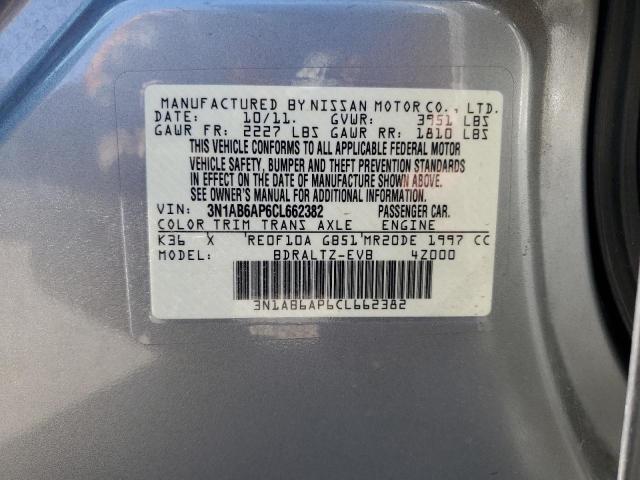 MANUFACTURED BY NISSAN MOTOR CO., LTD.
DATE: 10/11. GVWR: 3951 LBS
GAWR FR: 2227 LBS GAWR RR: 1810 LBS
THIS VEHICLE CONFORMS TO ALL APPLICABLE FEDERAL MOTOR
VEHICLE SAFETY, BUMPER AND THEFT PREVENTION STANDARDS
IN EFFECT ON THE DATE OF MANUFACTURE SHOWN ABOVE.
SEE OWNER'S MANUAL FOR ADDITIONAL INFORMATION.
VIN: 3N1AB6AP6CL662382 PASSENGER CAR.
COLOR TRIM TRANS AXLE ENGINE
K36 X RE0F10A GB51 MR20DE 1997 CC
MODEL: BDRALTZ-EVB 4Z000
3N1AB6AP6CL662382